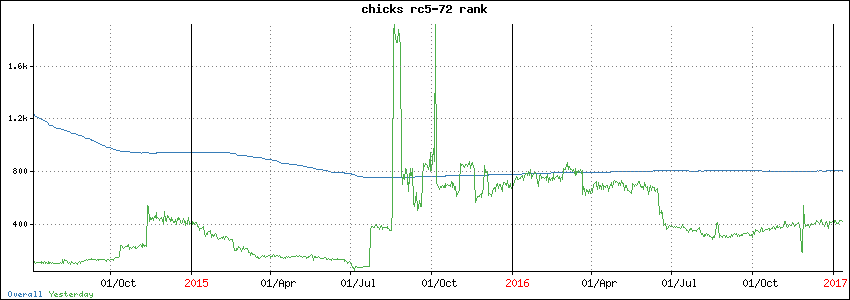 chicks rc5-72 rank
1.6k
1.2k
800
400
01/Oct 2015 01/Apr 01/Jul 01/Oct 2016 01/Apr 01/Jul 01/Oct 2017
Overall Yesterday